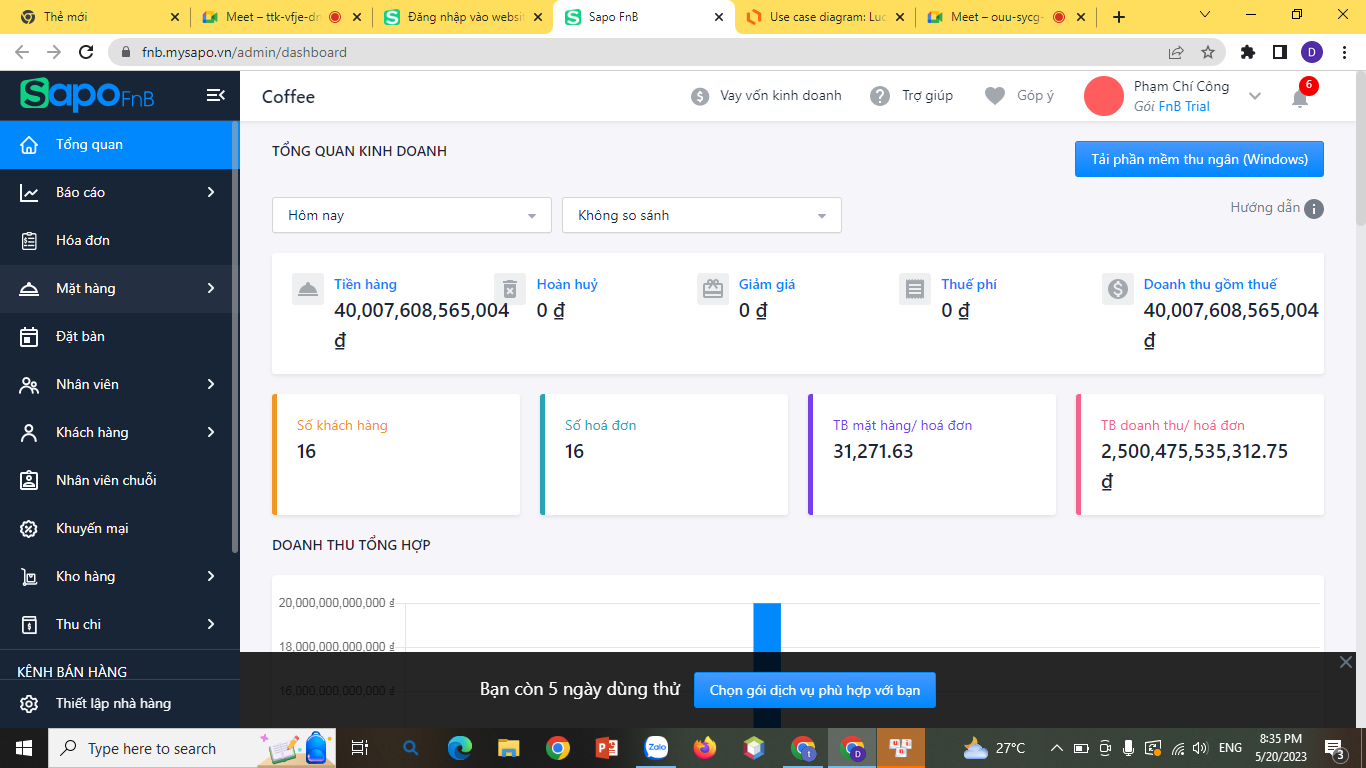 Thẻ mới
Meet – ttk-vfje-dr
Đăng nhập vào websit
Sapo FnB
Use case diagram: Luc
Meet – ouu-sycg-
fnb.mysapo.vn/admin/dashboard
D
Sapo FnB
Coffee
Vay vốn kinh doanh
Trợ giúp
Góp ý
Phạm Chí Công
Gói FnB Trial
6
Tổng quan
Báo cáo
Hóa đơn
Mặt hàng
Đặt bàn
Nhân viên
Khách hàng
Nhân viên chuỗi
Khuyến mại
Kho hàng
Thu chi
KÊNH BÁN HÀNG
Thiết lập nhà hàng
TỔNG QUAN KINH DOANH
Tải phần mềm thu ngân (Windows)
Hôm nay
Không so sánh
Hướng dẫn
Tiền hàng
40,007,608,565,004
₫
Hoàn huỷ
0 ₫
Giảm giá
0 ₫
Thuế phí
0 ₫
Doanh thu gồm thuế
40,007,608,565,004
₫
Số khách hàng
16
Số hoá đơn
16
TB mặt hàng/ hoá đơn
31,271.63
TB doanh thu/ hoá đơn
2,500,475,535,312.75
₫
DOANH THU TỔNG HỢP
20,000,000,000,000 ₫
18,000,000,000,000 ₫
16,000,000,000,000 ₫
Bạn còn 5 ngày dùng thử
Chọn gói dịch vụ phù hợp với bạn
Type here to search
Zalo
27°C
ENG
8:35 PM
5/20/2023
3